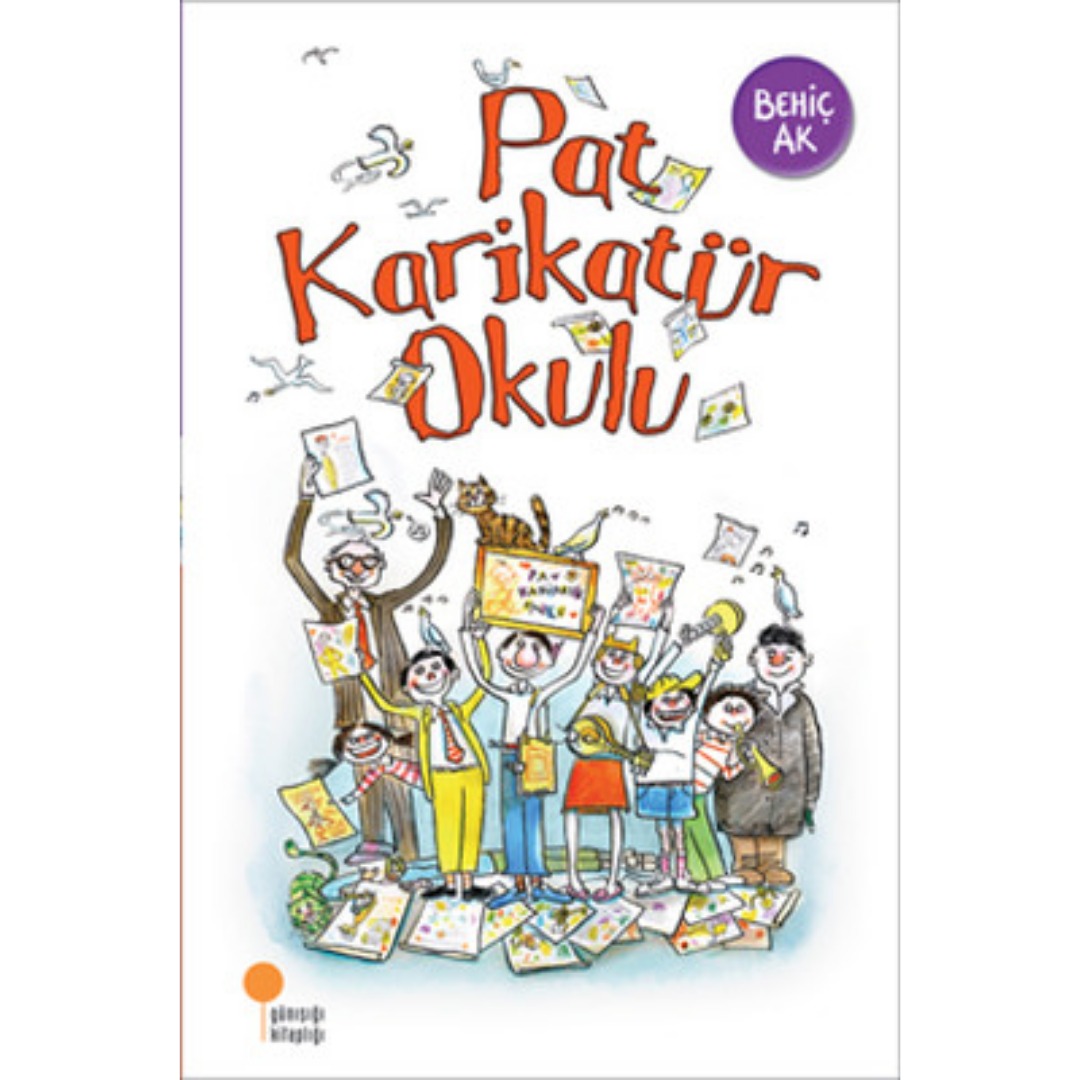 BEHİÇ
AK
Pat
Karikatür
Okulu
PAT
günışığı
kitaplığı